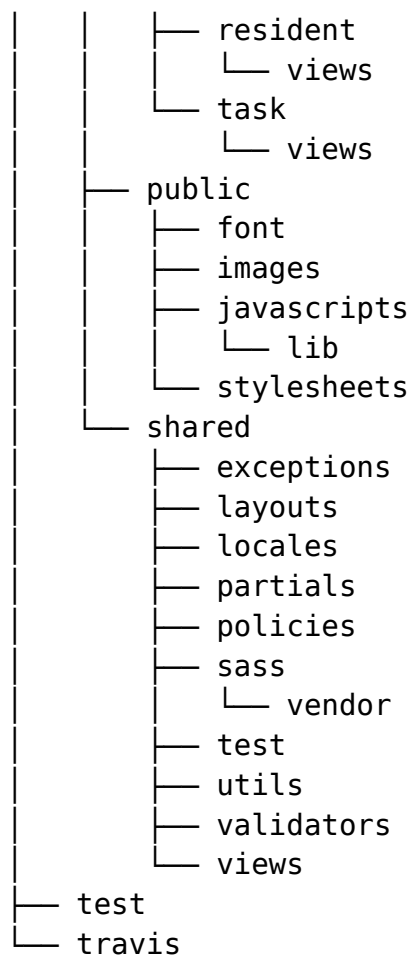 │   │   ├── resident
│   │   │   └── views
│   │   └── task
│   │       └── views
│   ├── public
│   │   ├── font
│   │   ├── images
│   │   ├── javascripts
│   │   │   └── lib
│   │   └── stylesheets
│   └── shared
│       ├── exceptions
│       ├── layouts
│       ├── locales
│       ├── partials
│       ├── policies
│       ├── sass
│       │   └── vendor
│       ├── test
│       ├── utils
│       ├── validators
│       └── views
├── test
└── travis